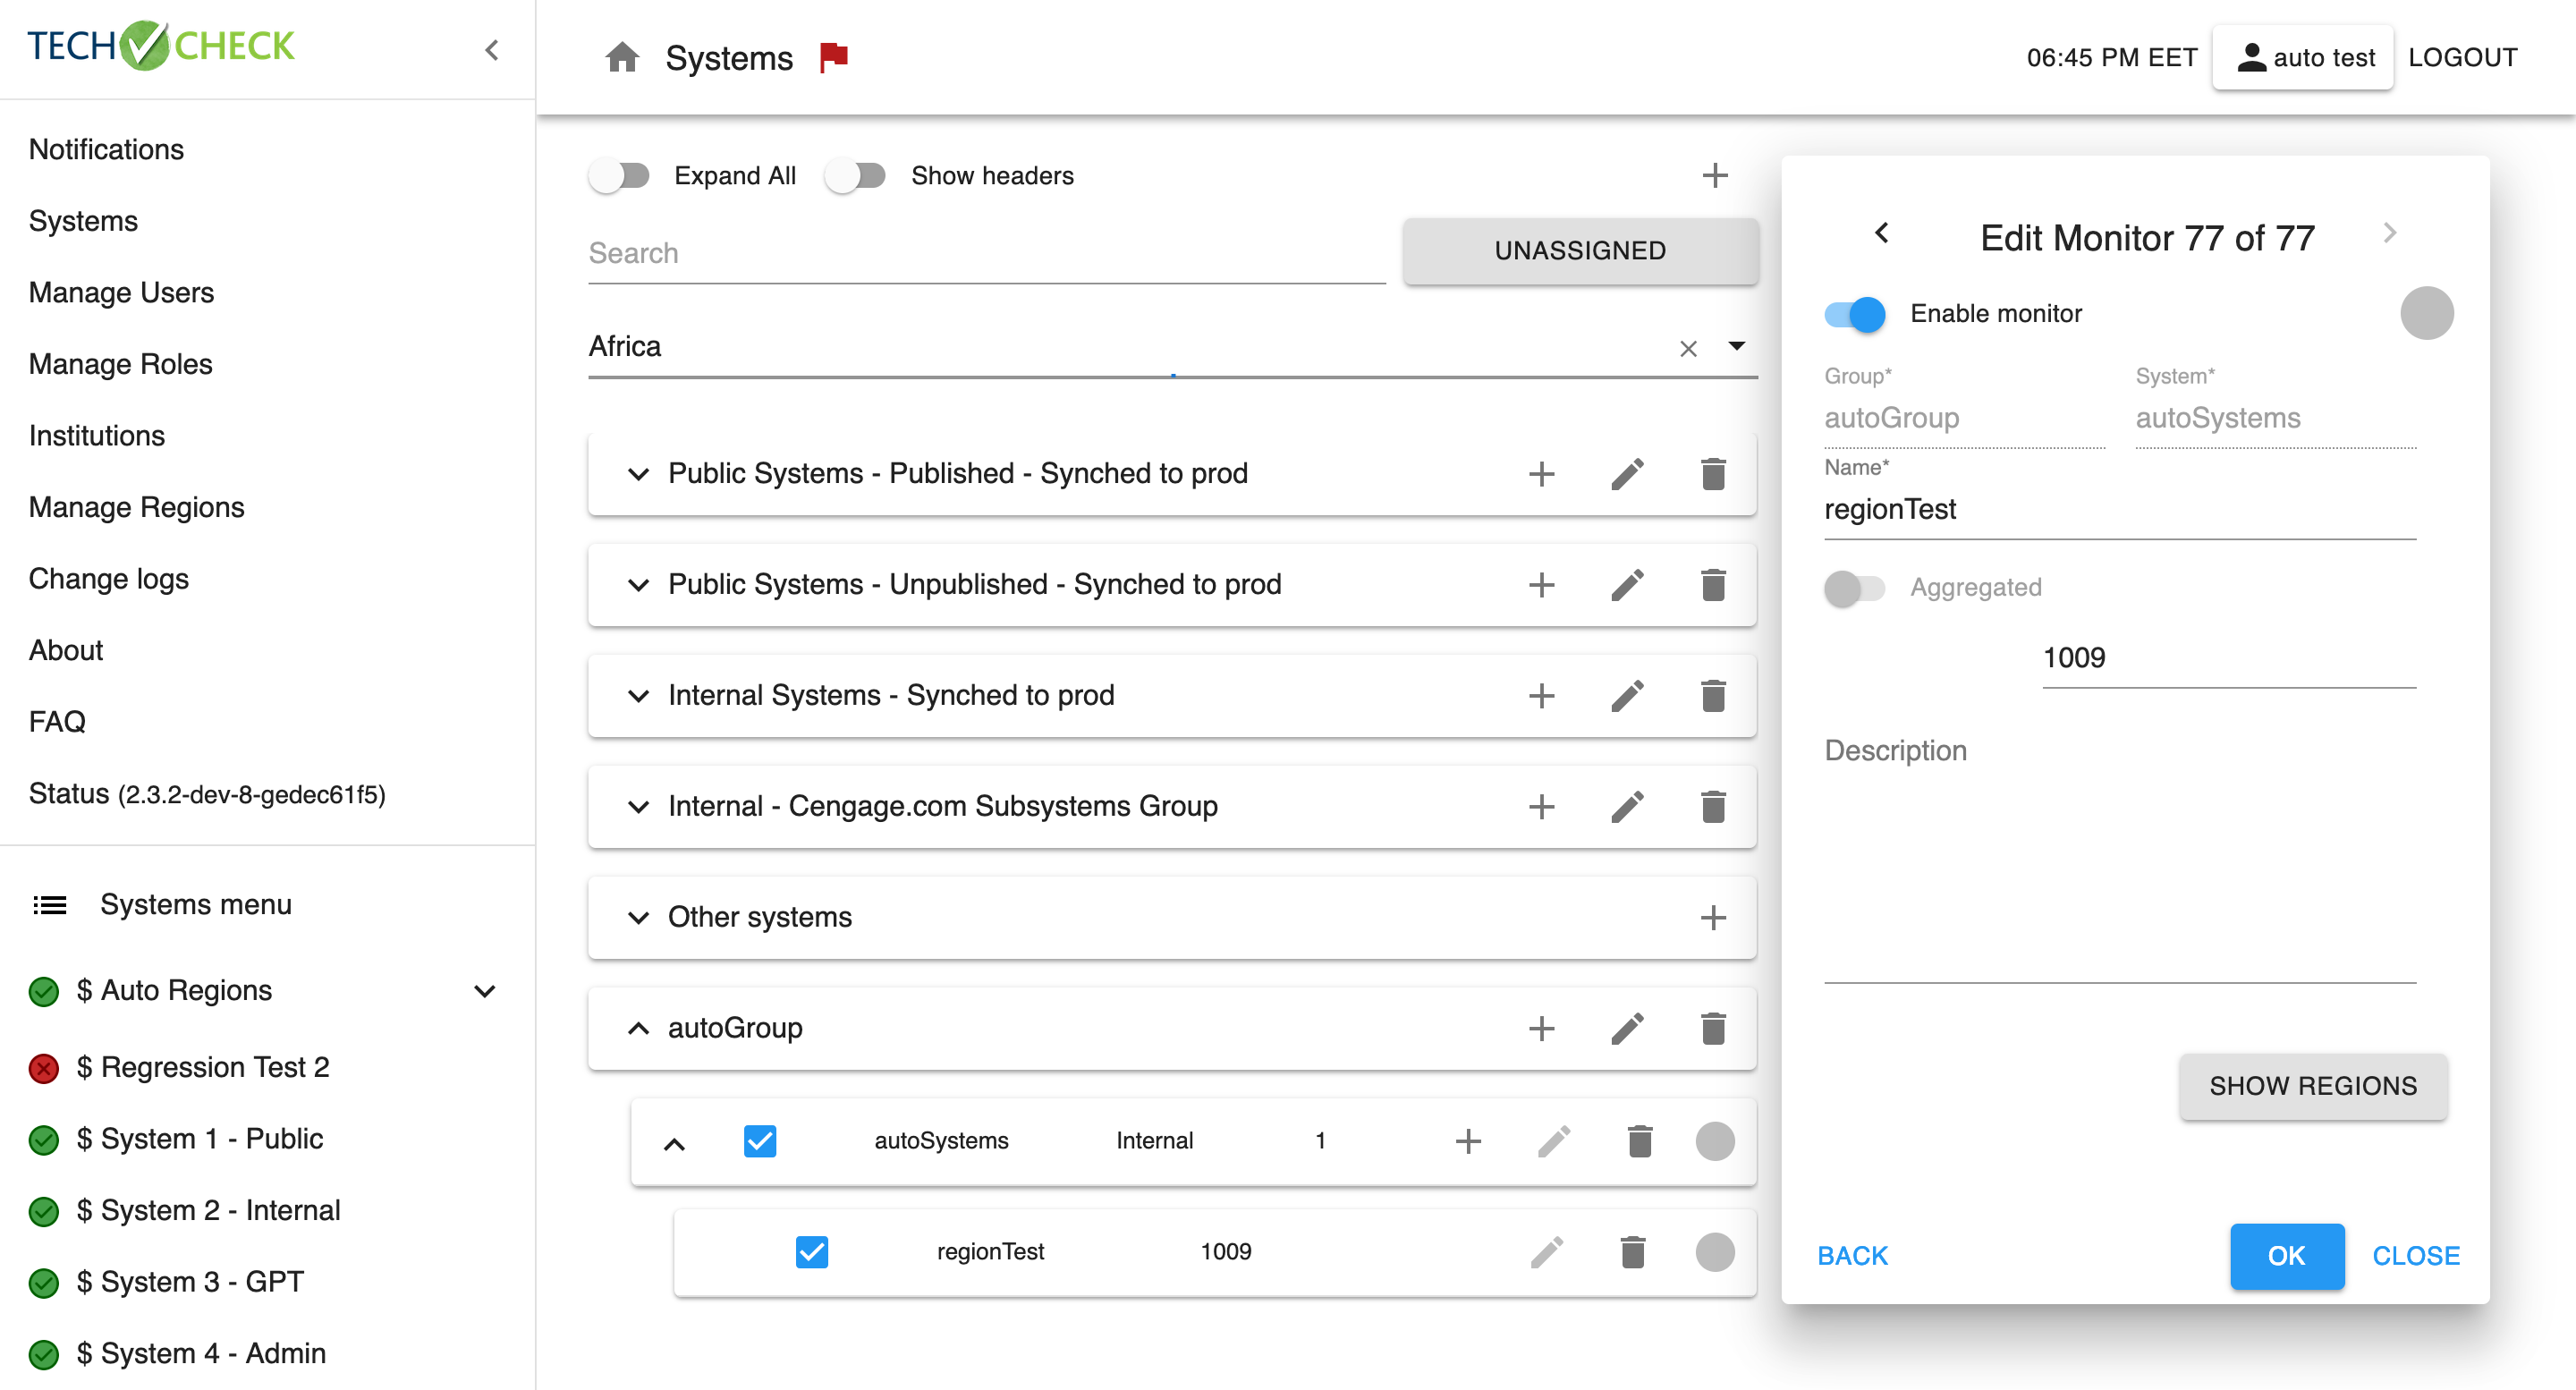 TECH CHECK
Notifications
Systems
Manage Users
Manage Roles
Institutions
Manage Regions
Change logs
About
FAQ
Status (2.3.2-dev-8-gedec61f5)
Systems menu
$ Auto Regions
$ Regression Test 2
$ System 1 - Public
$ System 2 - Internal
$ System 3 - GPT
$ System 4 - Admin
Systems
06:45 PM EET
auto test
LOGOUT
Expand All
Show headers
Search
UNASSIGNED
Africa
Public Systems - Published - Synched to prod
Public Systems - Unpublished - Synched to prod
Internal Systems - Synched to prod
Internal - Cengage.com Subsystems Group
Other systems
autoGroup
autoSystems Internal 1
regionTest 1009
Edit Monitor 77 of 77
Enable monitor
Group* System*
autoGroup autoSystems
Name*
regionTest
Aggregated
1009
Description
SHOW REGIONS
BACK OK CLOSE